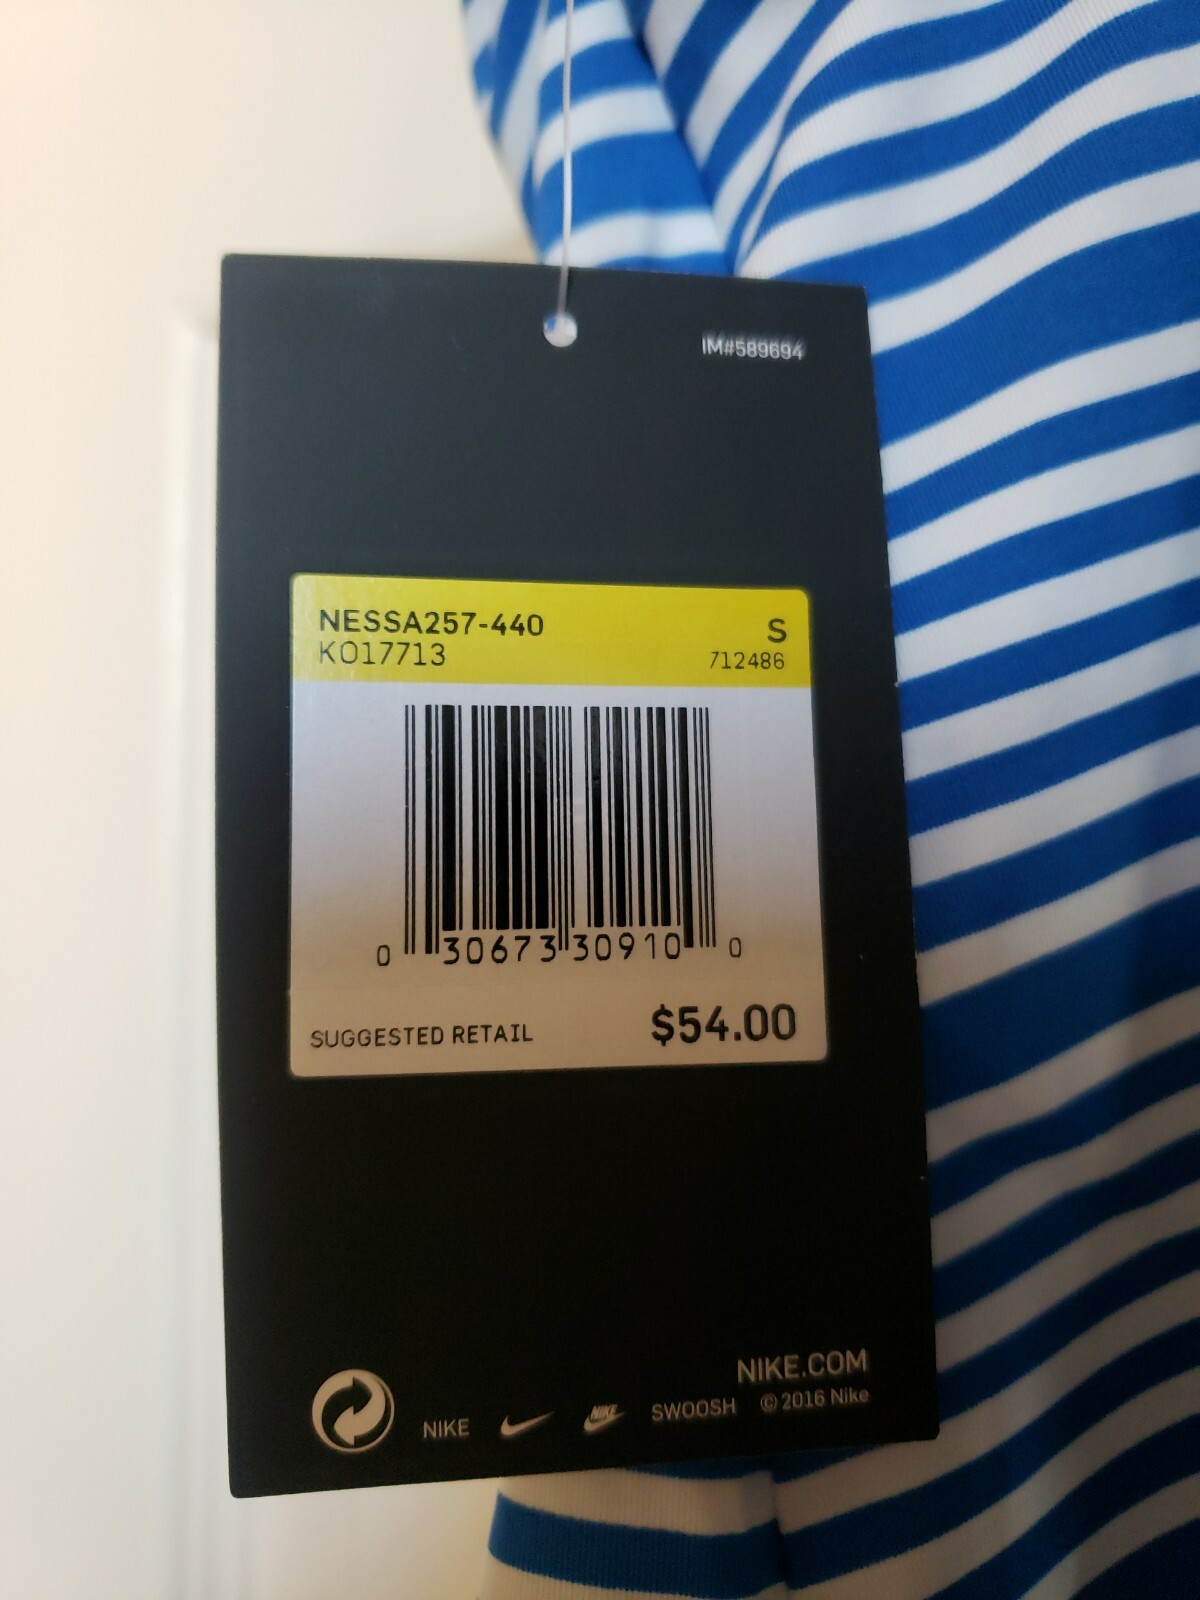 IM#589694
NESSA257-440
S
KO17713
712486
0 30673 30910 0
SUGGESTED RETAIL
$54.00
NIKE.COM
NIKE
NIKE
SWOOSH
© 2016 Nike